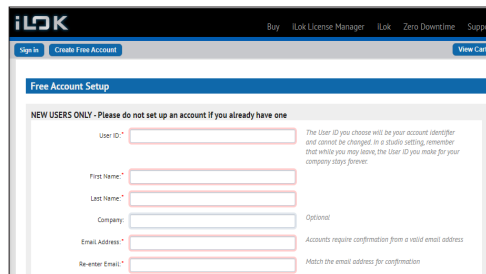 iLOK
Buy iLok License Manager iLok Zero Downtime Suppo
Sign in Create Free Account View Cart
Free Account Setup
NEW USERS ONLY - Please do not set up an account if you already have one
User ID:* The User ID you choose will be your account identifier
and cannot be changed. In a studio setting, remember
that while you may leave, the User ID you make for your
company stays forever.
First Name:*
Last Name:*
Company: Optional
Email Address:* Accounts require confirmation from a valid email address
Re-enter Email:* Match the email address for confirmation